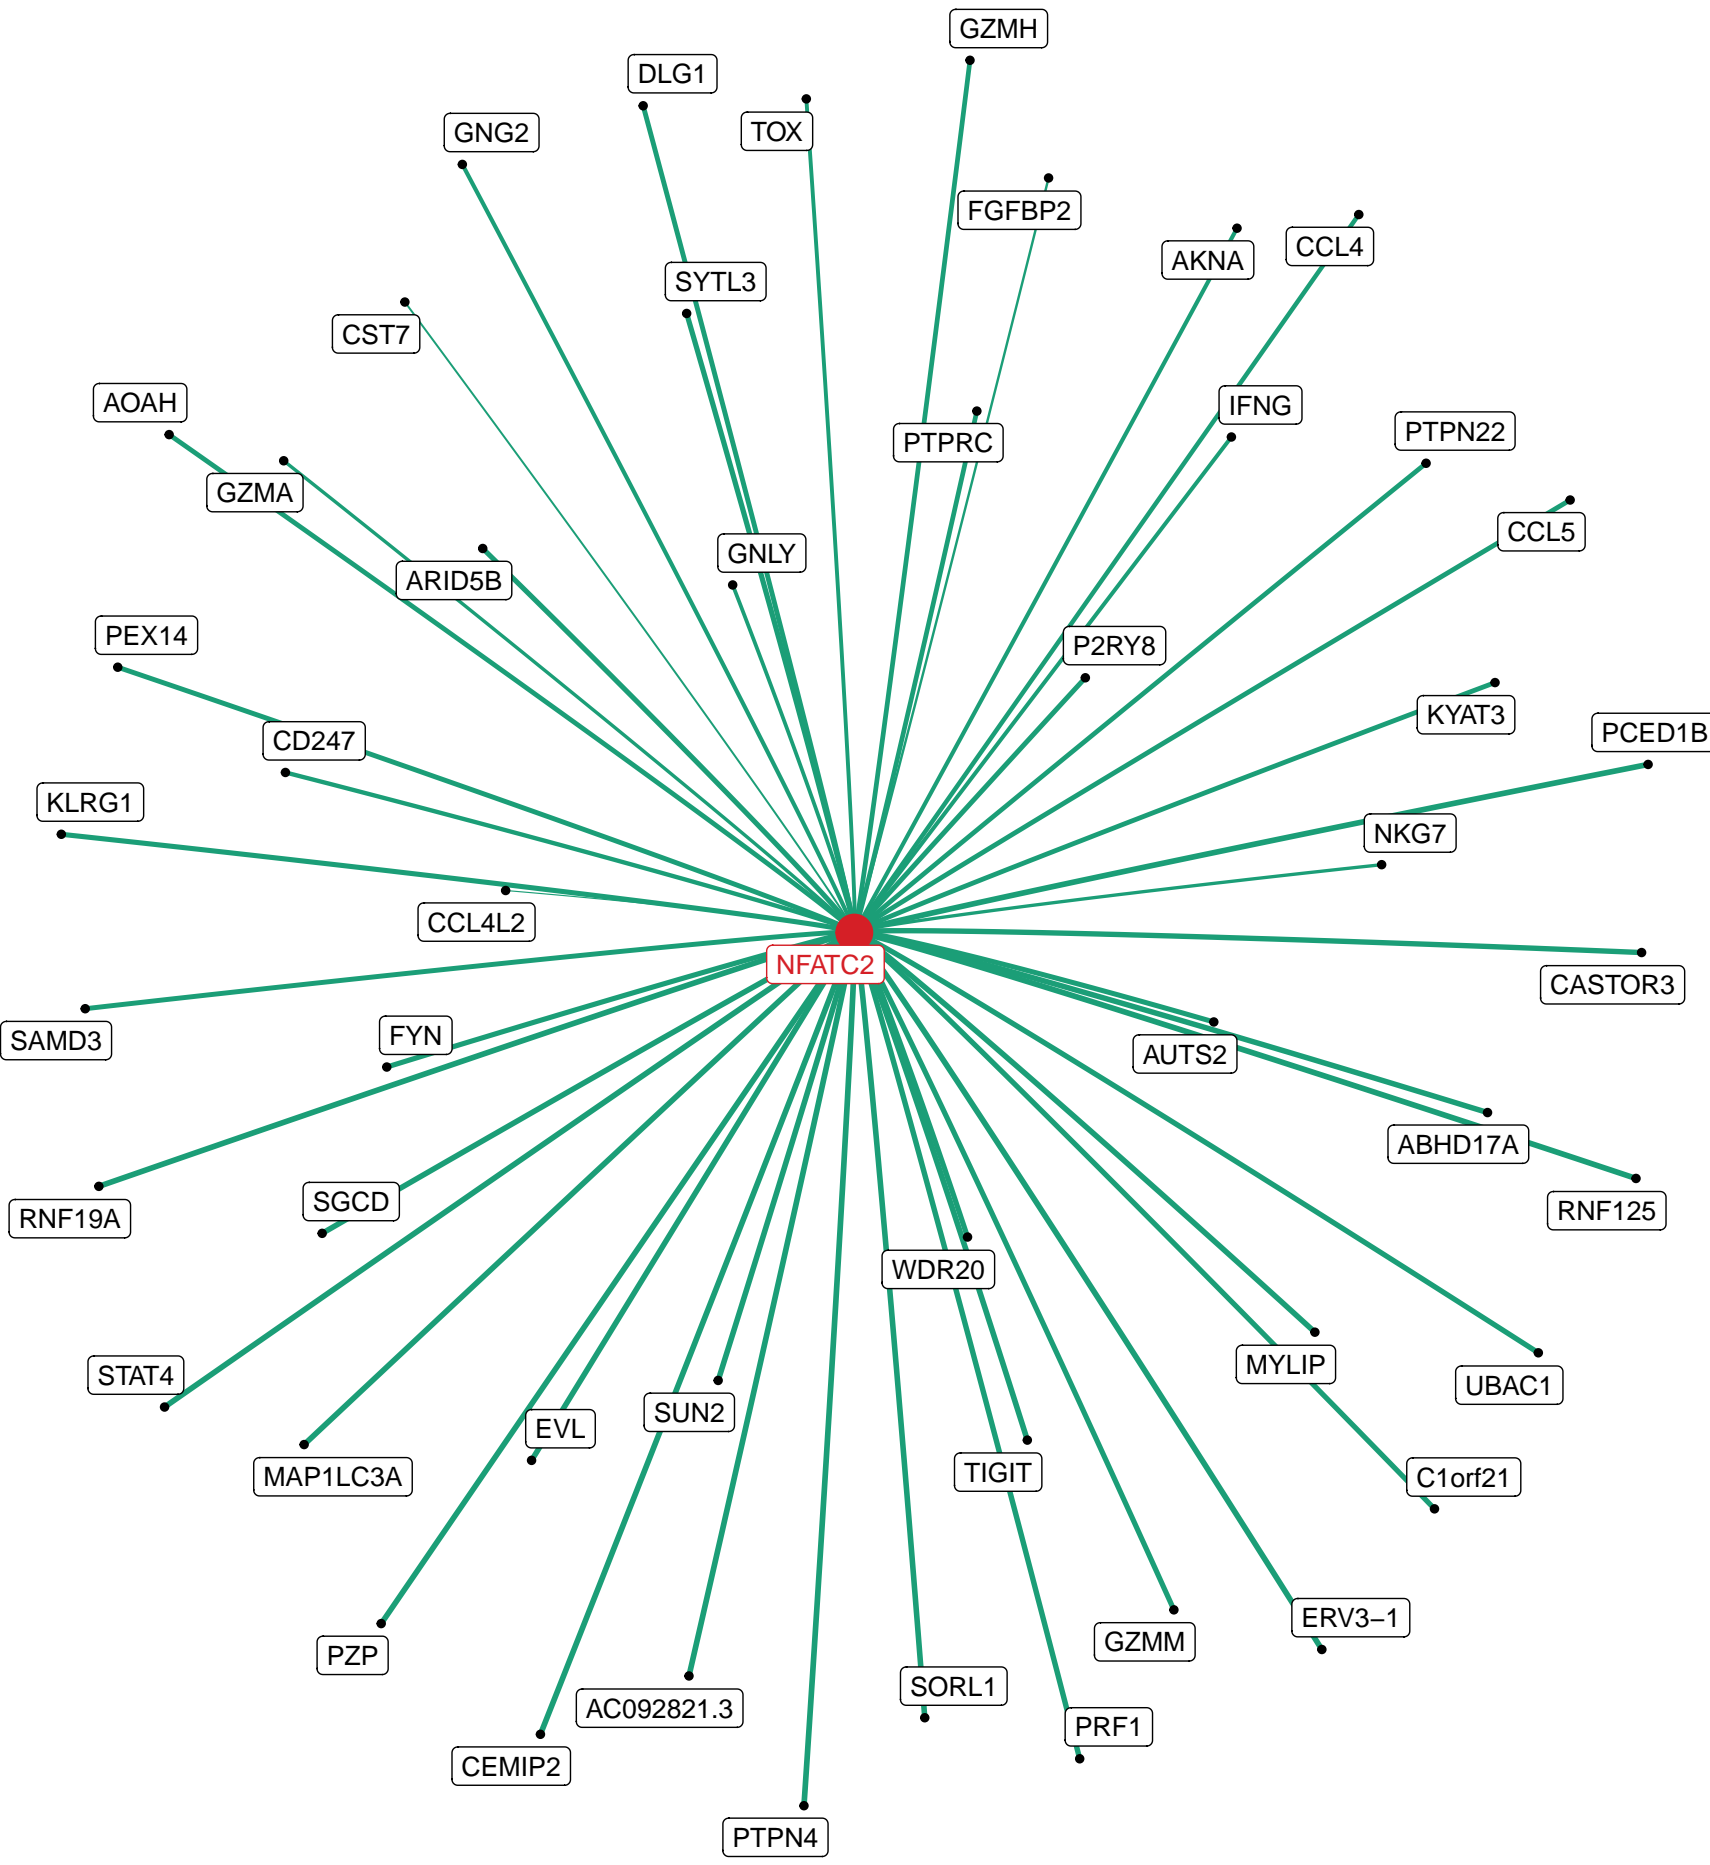 GZMH
DLG1
TOX
GNG2
FGFBP2
CCL4
AKNA
SYTL3
CST7
AOAH
IFNG
PTPN22
PTPRC
GZMA
CCL5
GNLY
ARID5B
PEX14
P2RY8
KYAT3
PCED1B
CD247
KLRG1
NKG7
CCL4L2
NFATC2
CASTOR3
SAMD3
FYN
AUTS2
ABHD17A
SGCD
RNF19A
RNF125
WDR20
MYLIP
STAT4
UBAC1
SUN2
EVL
TIGIT
MAP1LC3A
C1orf21
ERV3−1
GZMM
PZP
SORL1
AC092821.3
PRF1
CEMIP2
PTPN4